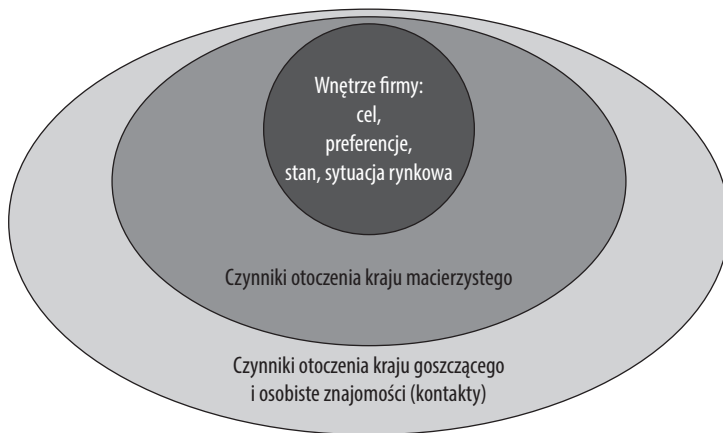 Wnętrze firmy:
cel,
preferencje,
stan, sytuacja rynkowa
Czynniki otoczenia kraju macierzystego
Czynniki otoczenia kraju goszczącego
i osobiste znajomości (kontakty)